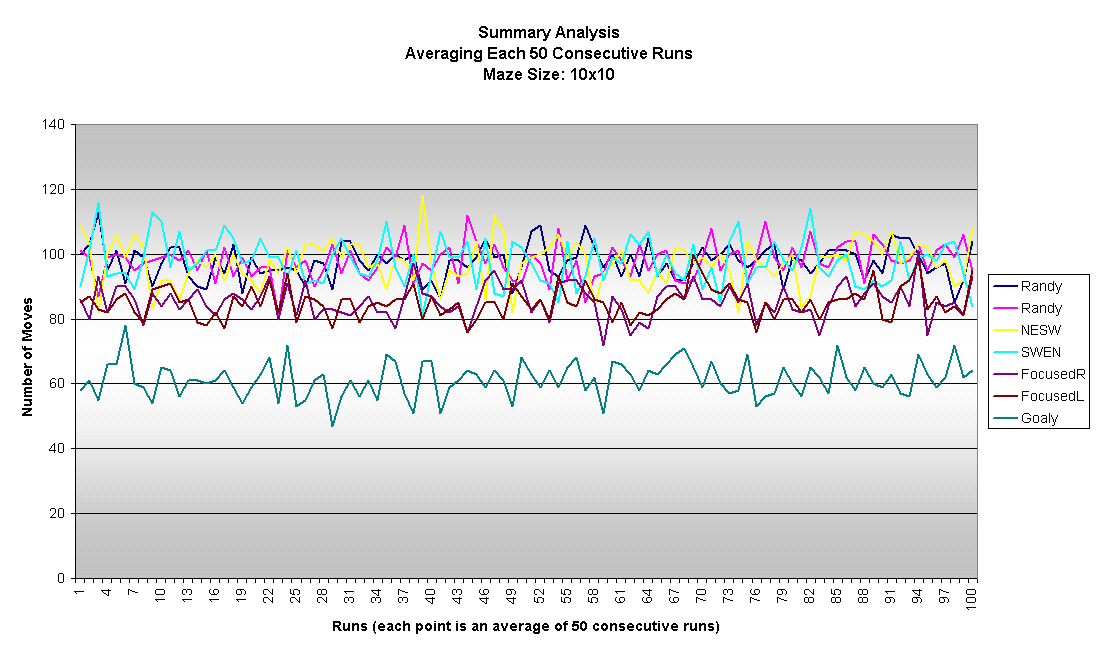 Summary Analysis
Averaging Each 50 Consecutive Runs
Maze Size: 10x10
140
120
100
80
60
40
20
0
Number of Moves
1 4 7 10 13 16 19 22 25 28 31 34 37 40 43 46 49 52 55 58 61 64 67 70 73 76 79 82 85 88 91 94 97 100
Runs (each point is an average of 50 consecutive runs)
Randy
Randy
NESW
SWEN
FocusedR
FocusedL
Goaly